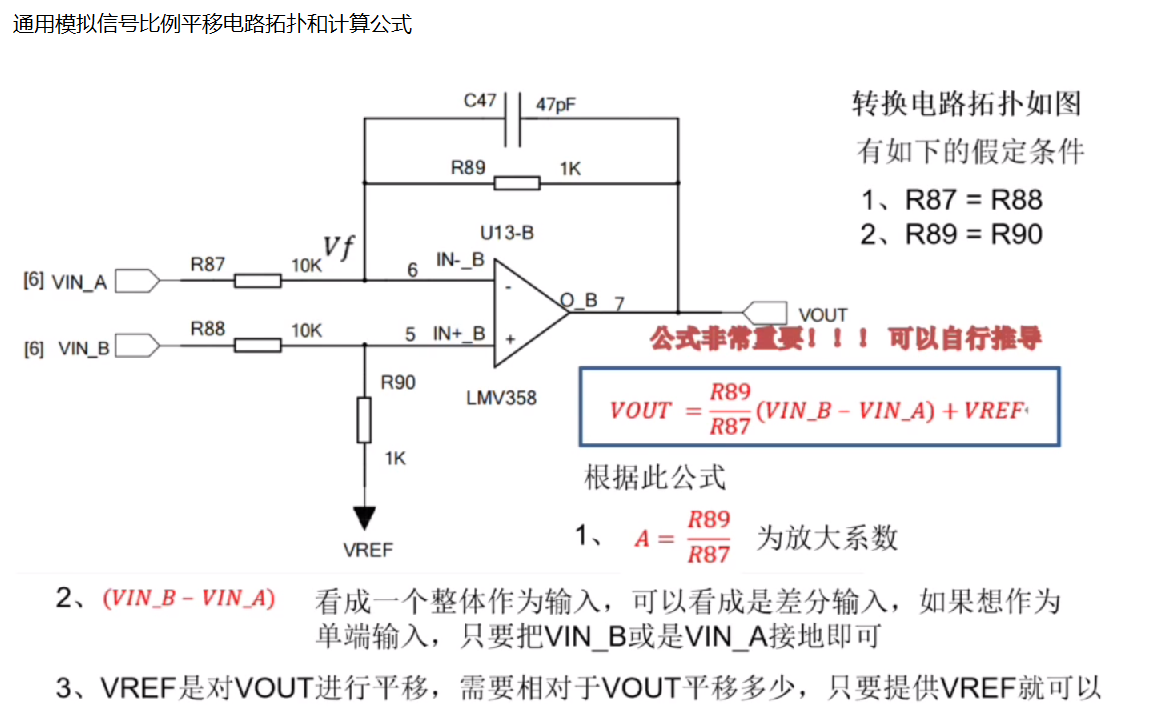 通用模拟信号比例平移电路拓扑和计算公式
C47
47pF
转换电路拓扑如图
有如下的假定条件
R89
1K
1、R87 = R88
2、R89 = R90
U13-B
Vf
R87
10K
6
IN-_B
[6] VIN_A
-
O_B
7
VOUT
R88
10K
5
IN+_B
[6] VIN_B
+
公式非常重要！！！ 可以自行推导
R90
LMV358
VOUT = R89/R87 (VIN_B − VIN_A) + VREF
1K
根据此公式
VREF
1、 A = R89/R87 为放大系数
2、(VIN_B − VIN_A) 看成一个整体作为输入，可以看成是差分输入，如果想作为
单端输入，只要把VIN_B或是VIN_A接地即可
3、VREF是对VOUT进行平移，需要相对于VOUT平移多少，只要提供VREF就可以